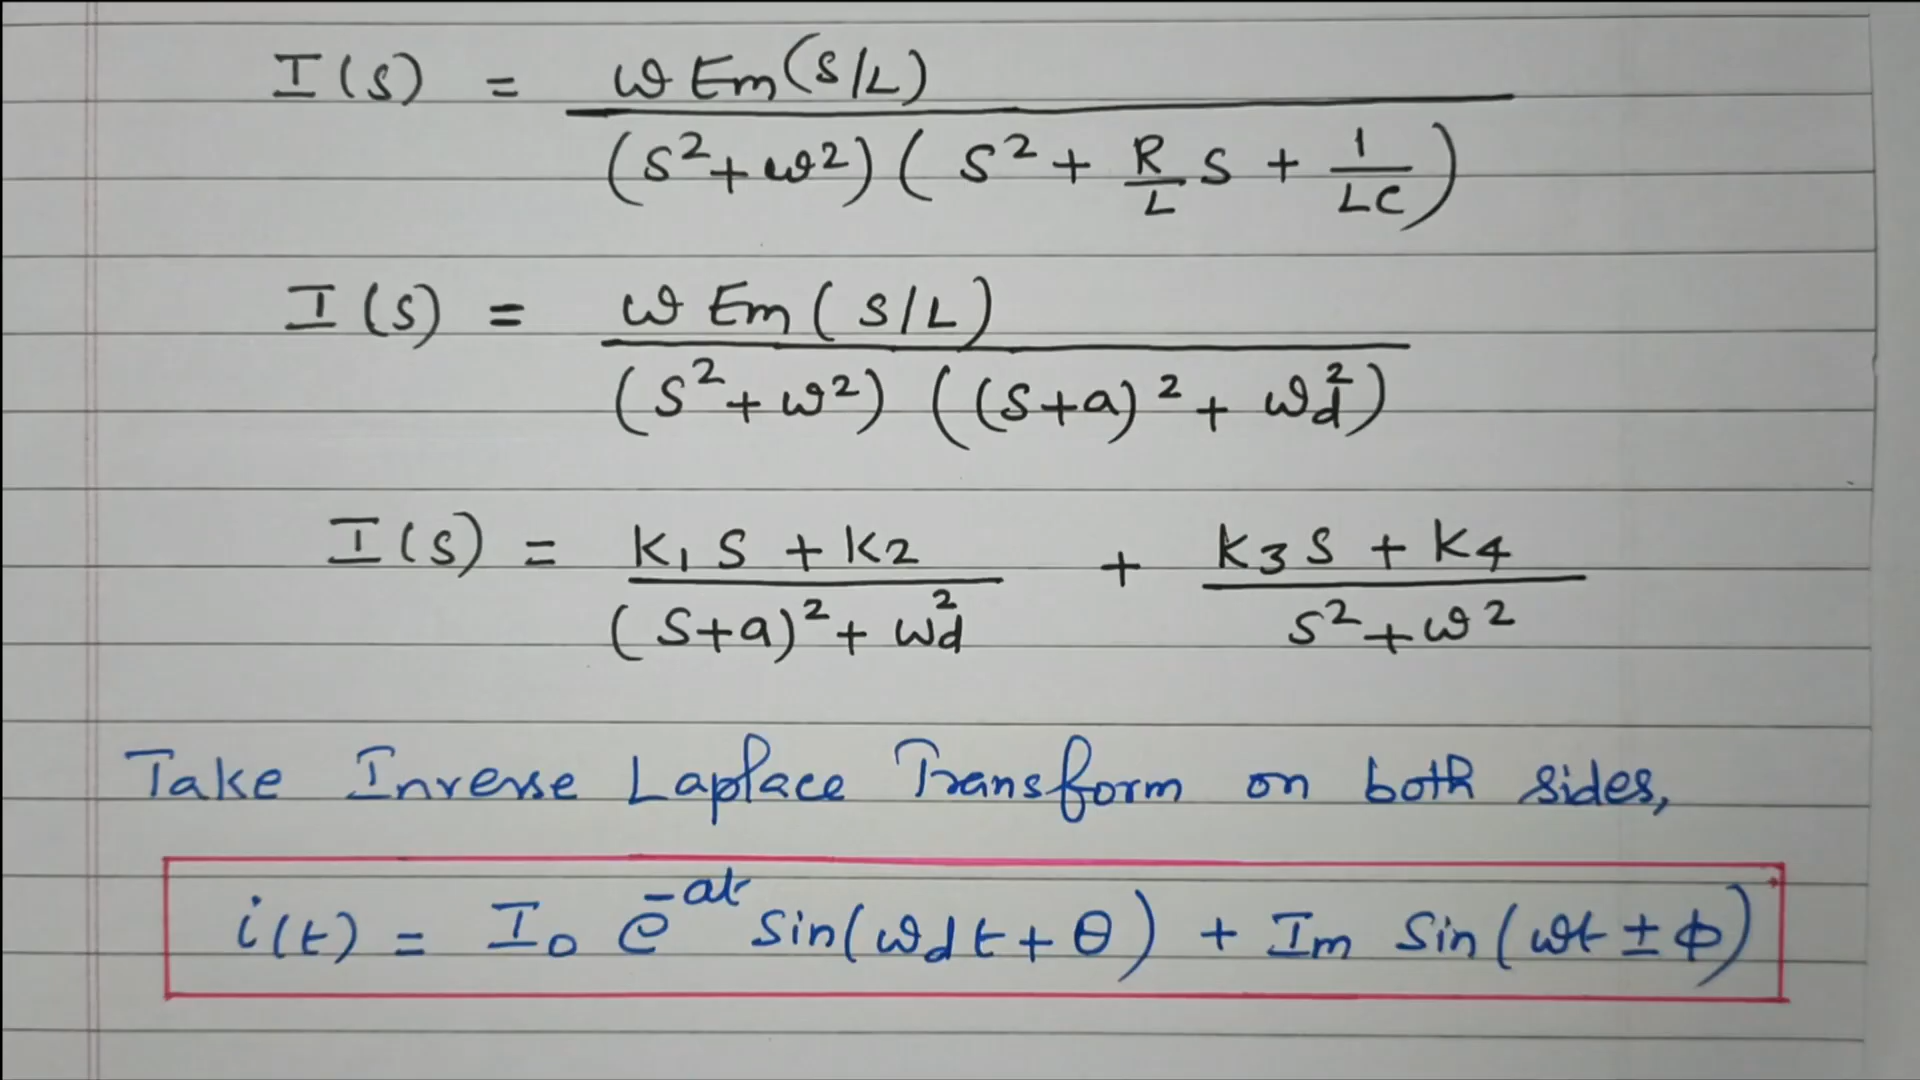 I(s) = ω Em(S/L)
(S²+ω²)( S² + R/L S + 1/LC )
I(s) = ω Em( S/L)
(S²+ω²) ((S+a)² + ωd²)
I(s) = K₁ S + K2 + K3 S + K4
(S+a)² + ωd² S²+ω²
Take Inverse Laplace Transform on both sides,
i(t) = I₀ e⁻ᵃᵗ Sin(ωdt+θ) + Im Sin(ωt±ϕ)